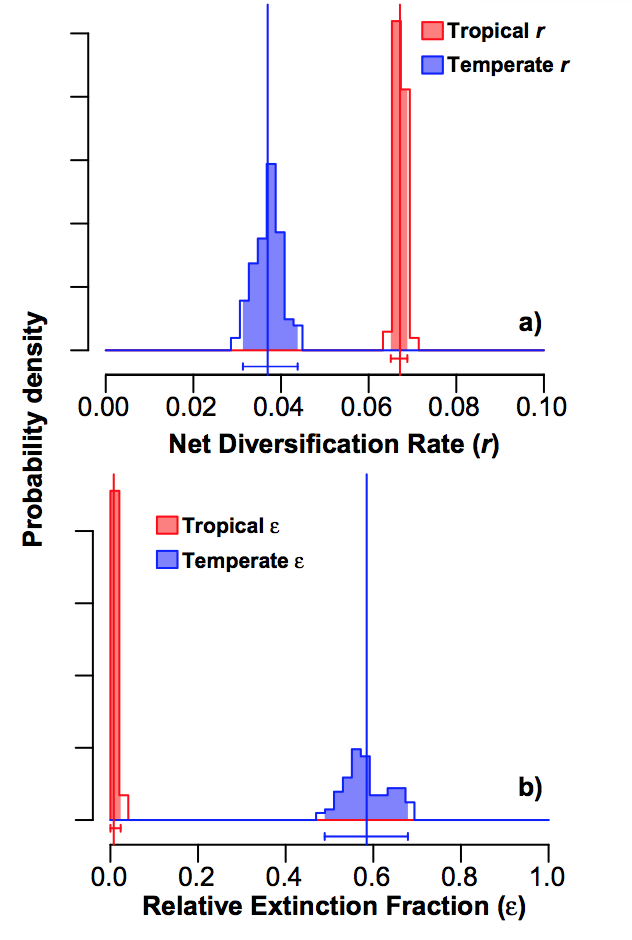 Tropical r
Temperate r
a)
0.00 0.02 0.04 0.06 0.08 0.10
Net Diversification Rate (r)
Probability density
Tropical ε
Temperate ε
b)
0.0 0.2 0.4 0.6 0.8 1.0
Relative Extinction Fraction (ε)